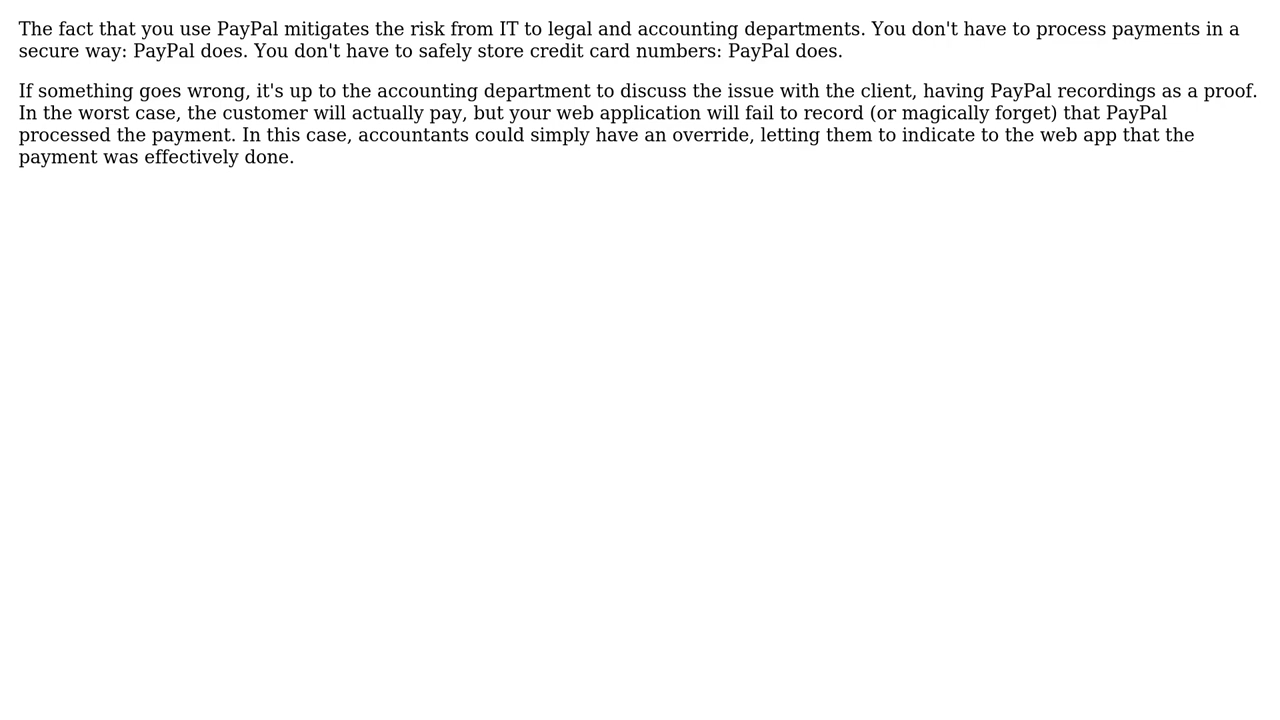 The fact that you use PayPal mitigates the risk from IT to legal and accounting departments. You don't have to process payments in a
secure way: PayPal does. You don't have to safely store credit card numbers: PayPal does.
If something goes wrong, it's up to the accounting department to discuss the issue with the client, having PayPal recordings as a proof.
In the worst case, the customer will actually pay, but your web application will fail to record (or magically forget) that PayPal
processed the payment. In this case, accountants could simply have an override, letting them to indicate to the web app that the
payment was effectively done.